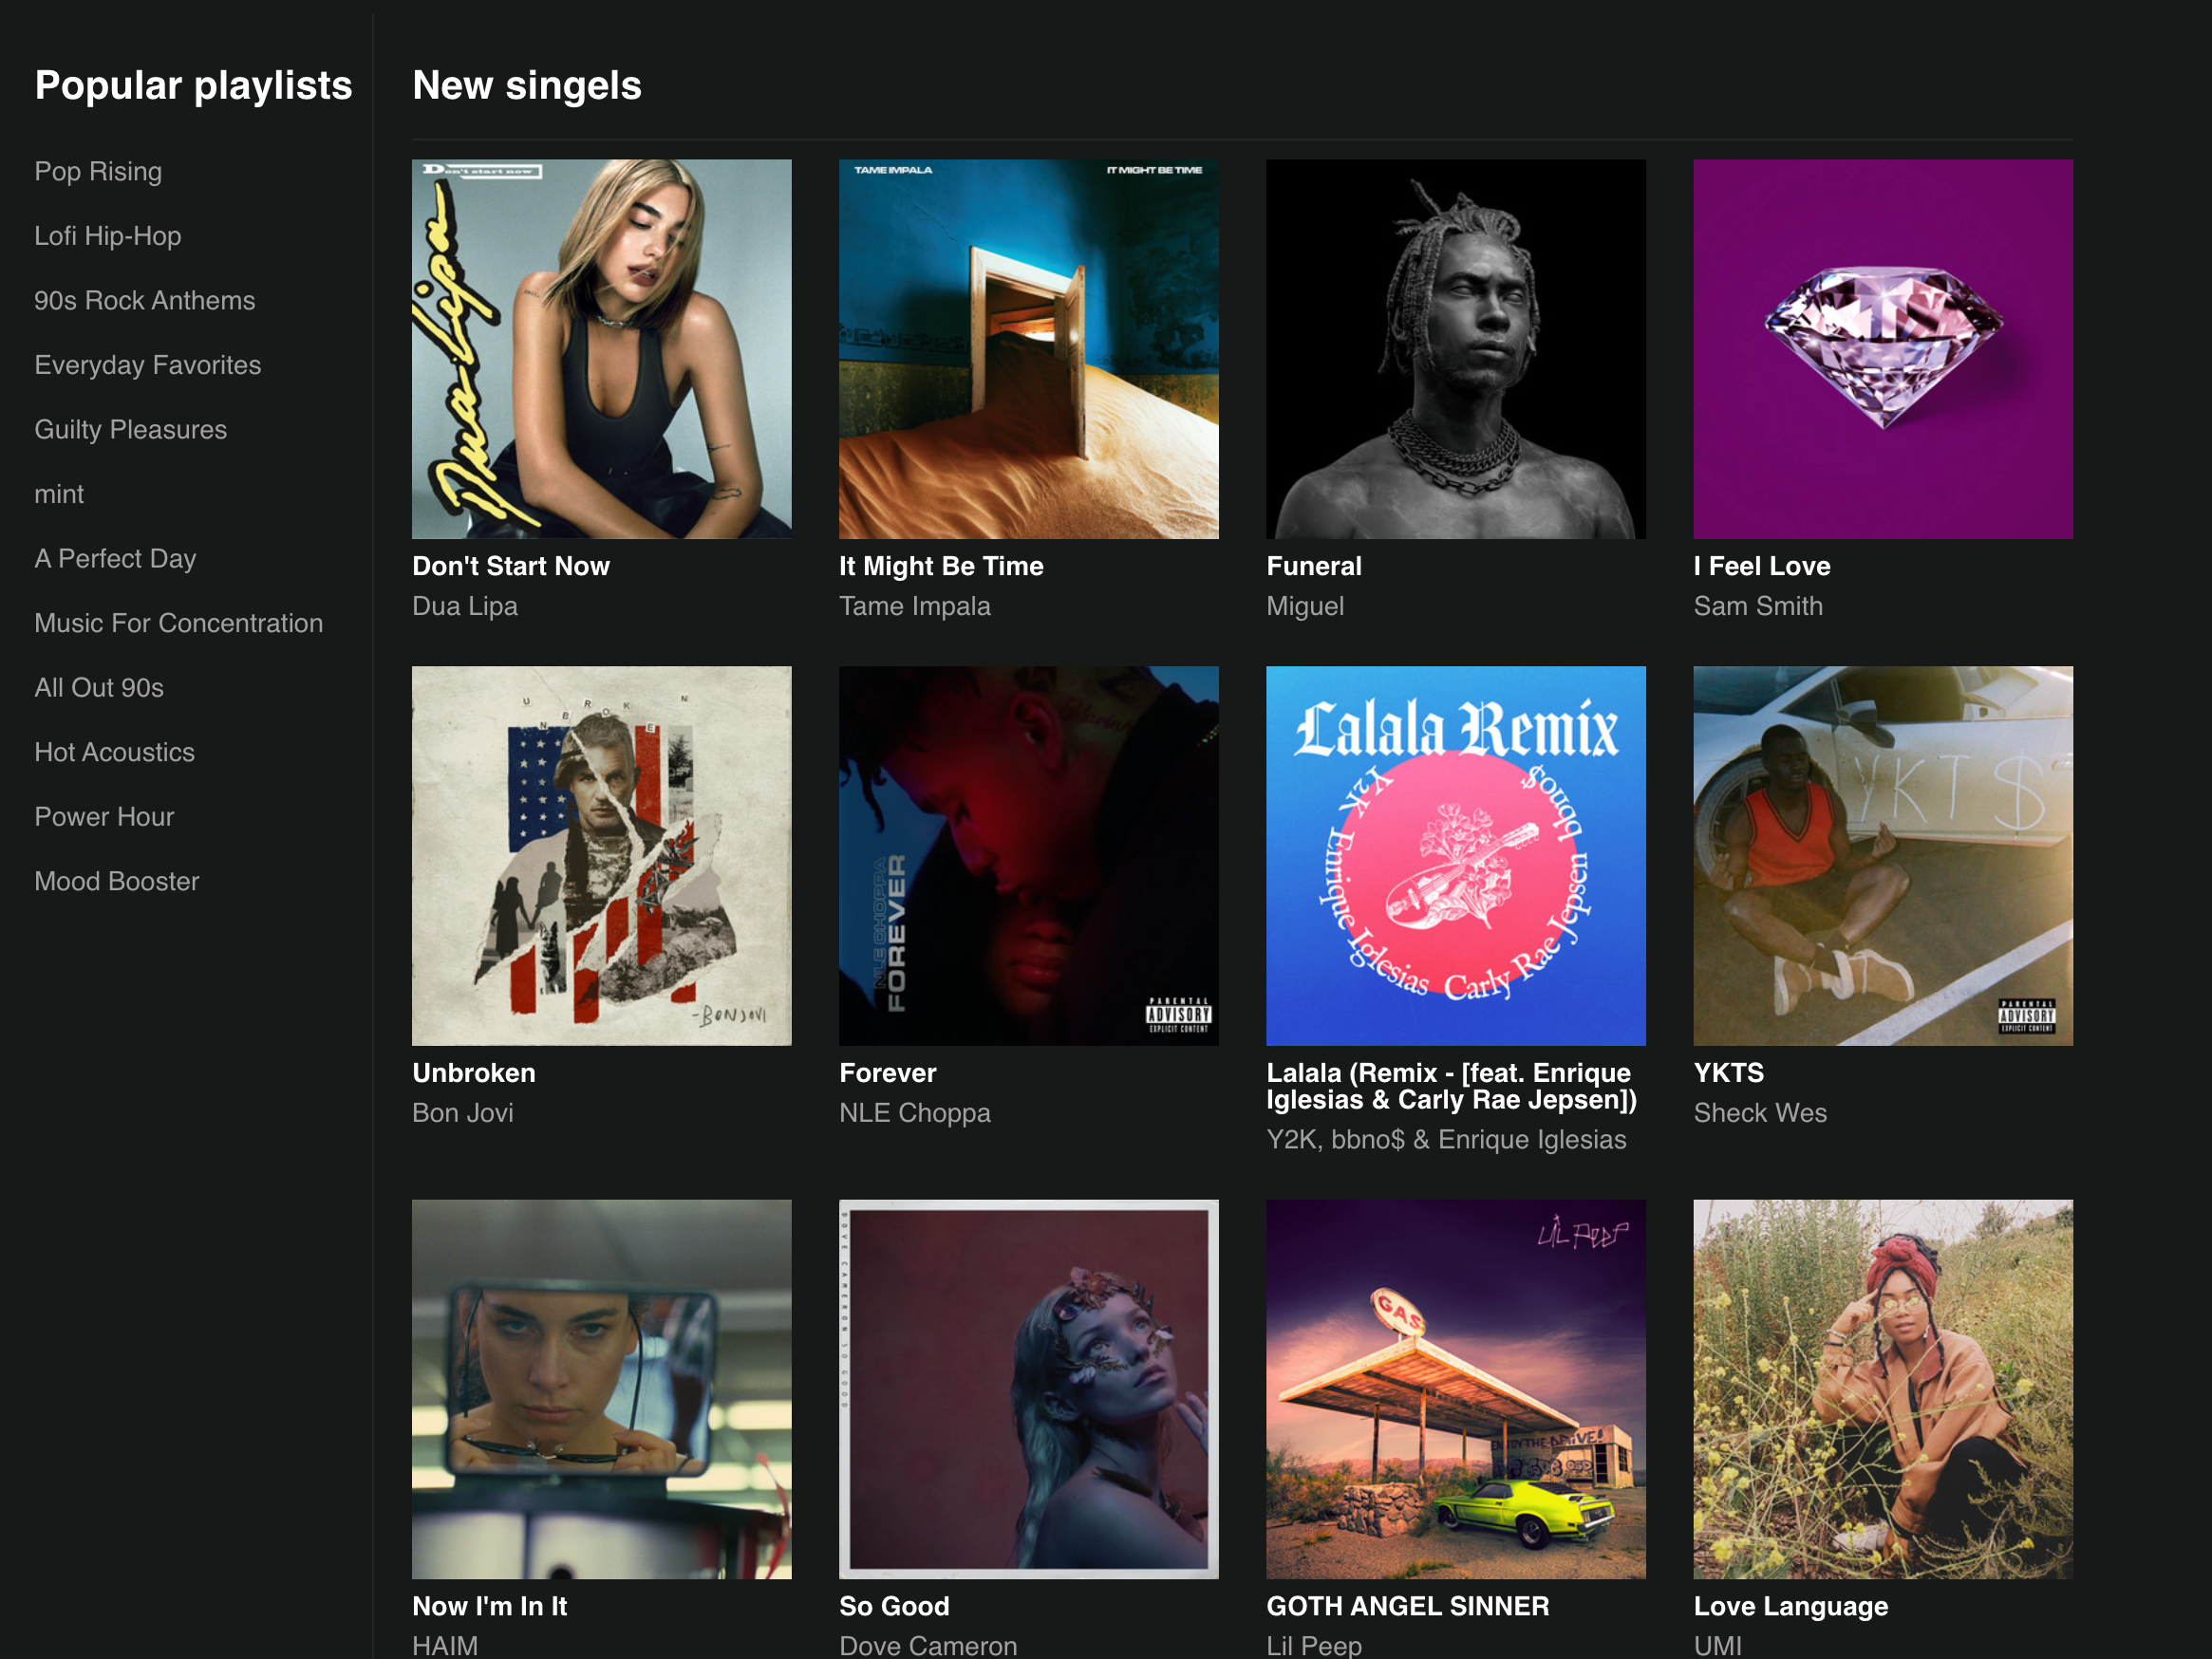 Popular playlists
Pop Rising
Lofi Hip-Hop
90s Rock Anthems
Everyday Favorites
Guilty Pleasures
mint
A Perfect Day
Music For Concentration
All Out 90s
Hot Acoustics
Power Hour
Mood Booster
New singels
Don't start now
Dua Lipa
Don't Start Now
Dua Lipa
TAME IMPALA
IT MIGHT BE TIME
It Might Be Time
Tame Impala
Funeral
Miguel
I Feel Love
Sam Smith
UNBROKEN
-BON JOVI
Unbroken
Bon Jovi
NLE CHOPPA
FOREVER
PARENTAL
ADVISORY
EXPLICIT CONTENT
Forever
NLE Choppa
Lalala Remix
Y2K Enrique Iglesias Carly Rae Jepsen bbno$
Lalala (Remix - [feat. Enrique
Iglesias & Carly Rae Jepsen])
Y2K, bbno$ & Enrique Iglesias
YKT$
PARENTAL
ADVISORY
EXPLICIT CONTENT
YKTS
Sheck Wes
Now I'm In It
HAIM
DOVE CAMERON SO GOOD
So Good
Dove Cameron
LIL PEEP
GAS
ENJOY THE DRIVE!
GOTH ANGEL SINNER
Lil Peep
Love Language
UMI